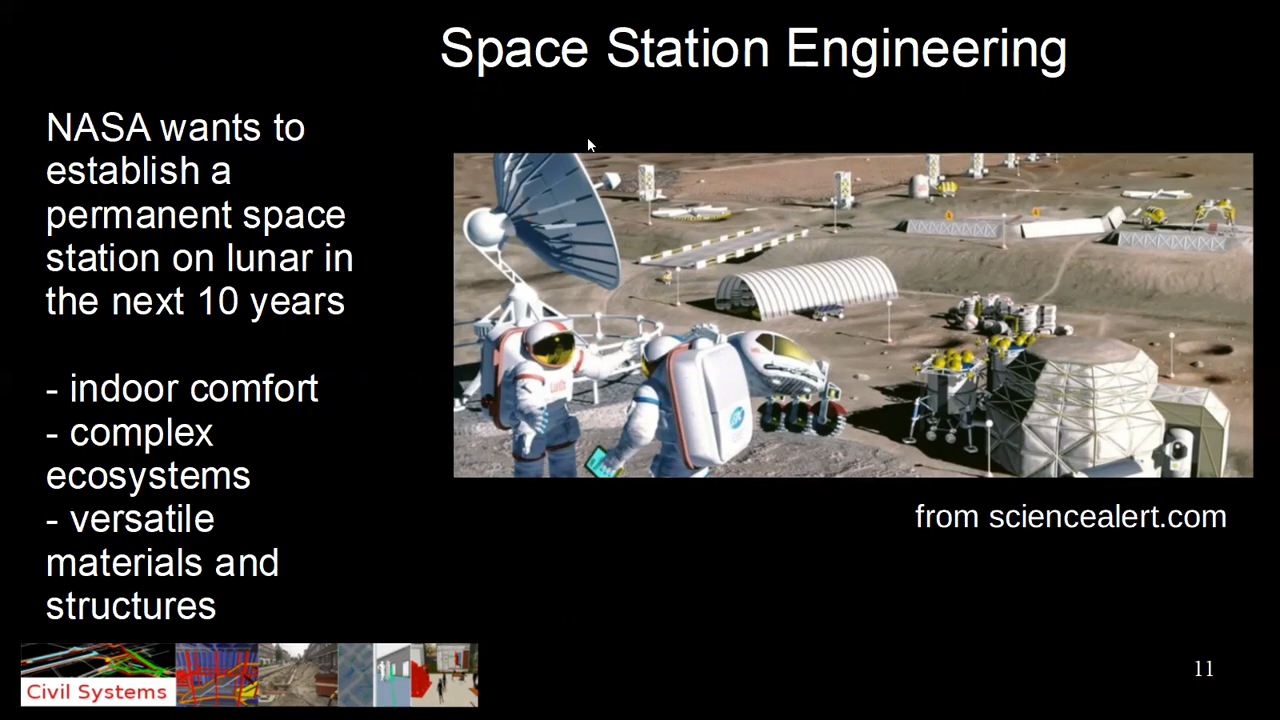 Space Station Engineering
NASA wants to
establish a
permanent space
station on lunar in
the next 10 years
- indoor comfort
- complex
ecosystems
- versatile
materials and
structures
from sciencealert.com
Civil Systems
11